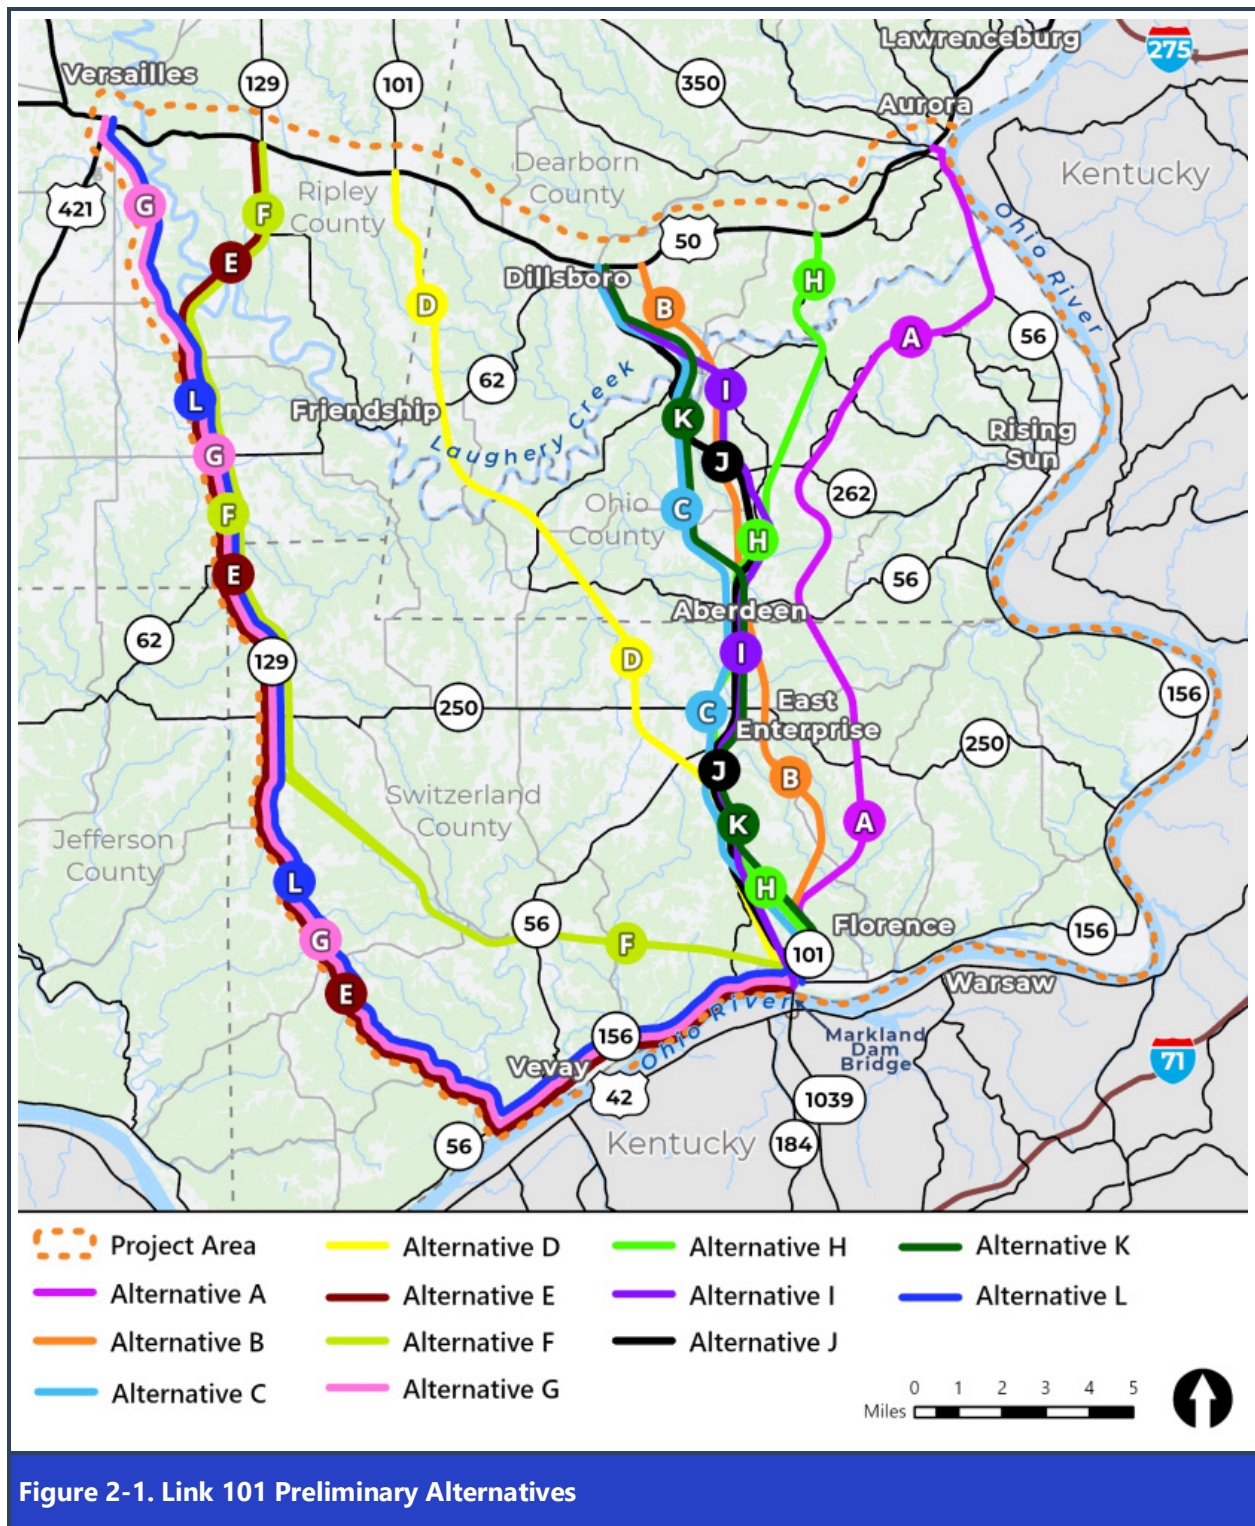 Lawrenceburg
275
Versailles
129
101
350
Aurora
Dearborn
County
Kentucky
Ripley
County
421
G
F
Ohio River
50
E
Dillsboro
H
D
B
A
56
62
I
L
Friendship
K
Laughery Creek
Rising
Sun
G
J
262
F
Ohio
County
C
H
E
56
Aberdeen
62
129
I
D
156
250
C
East
Enterprise
250
J
B
Switzerland
County
Jefferson
County
K
A
L
H
56
Florence
156
G
F
101
Warsaw
E
Ohio River
156
Markland
Dam
Bridge
71
Vevay
42
1039
56
Kentucky
184
Project Area
Alternative D
Alternative H
Alternative K
Alternative A
Alternative E
Alternative I
Alternative L
Alternative B
Alternative F
Alternative J
Alternative C
Alternative G
0 1 2 3 4 5
Miles
Figure 2-1. Link 101 Preliminary Alternatives